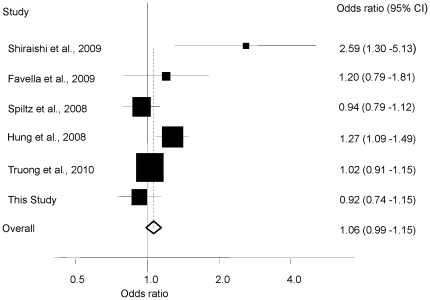 Study Odds ratio (95% CI)
Shiraishi et al., 2009 2.59 (1.30 -5.13)
Favella et al., 2009 1.20 (0.79 -1.81)
Spiltz et al., 2008 0.94 (0.79 -1.12)
Hung et al., 2008 1.27 (1.09 -1.49)
Truong et al., 2010 1.02 (0.91 -1.15)
This Study 0.92 (0.74 -1.15)
Overall 1.06 (0.99 -1.15)
0.5 1.0 2.0 4.0
Odds ratio